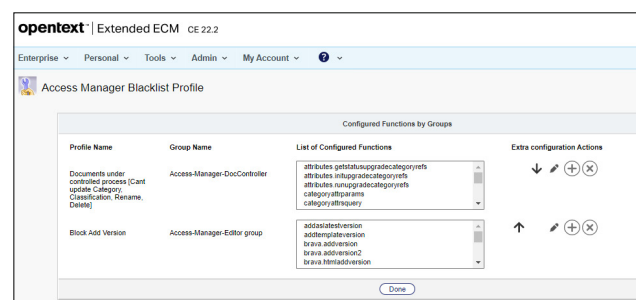 opentext™ | Extended ECM CE 22.2
Enterprise Personal Tools Admin My Account ?
Access Manager Blacklist Profile
Configured Functions by Groups
Profile Name Group Name List of Configured Functions Extra configuration Actions
Documents under
controlled process [Cant
update Category,
Classification, Rename,
Delete]
Access-Manager-DocController
attributes.getstatusupgradecategoryrefs
attributes.initupgradecategoryrefs
attributes.runupgradecategoryrefs
categoryattrparams
categoryattrsquery
Block Add Version
Access-Manager-Editor group
addaslatestversion
addtemplateversion
brava.addversion
brava.addversion2
brava.htmladdversion
Done